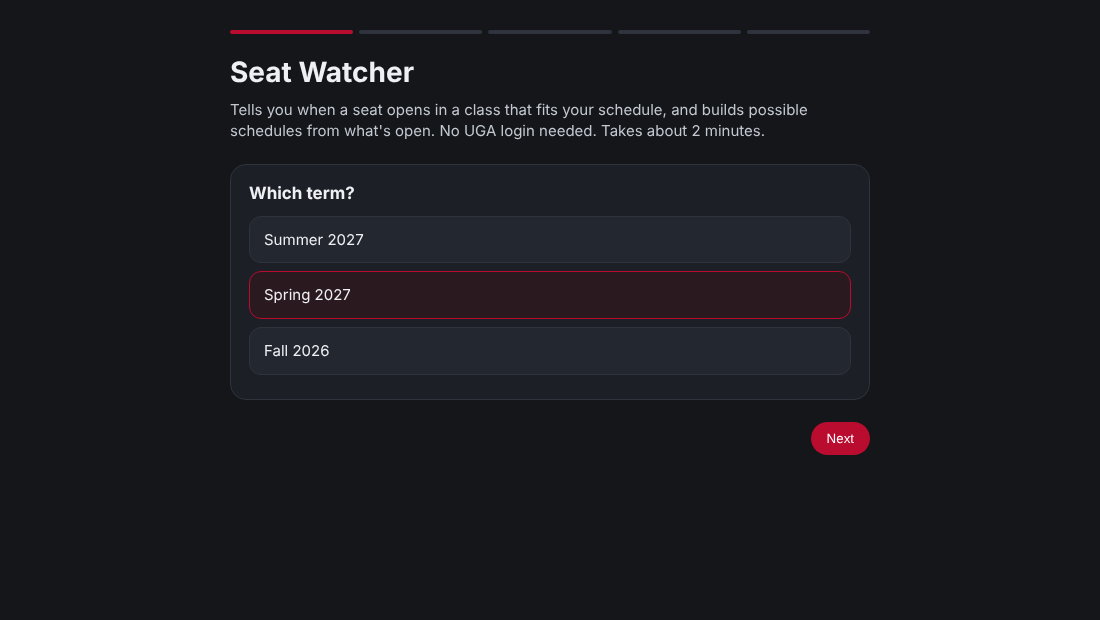 Seat Watcher
Tells you when a seat opens in a class that fits your schedule, and builds possible
schedules from what's open. No UGA login needed. Takes about 2 minutes.
Which term?
Summer 2027
Spring 2027
Fall 2026
Next